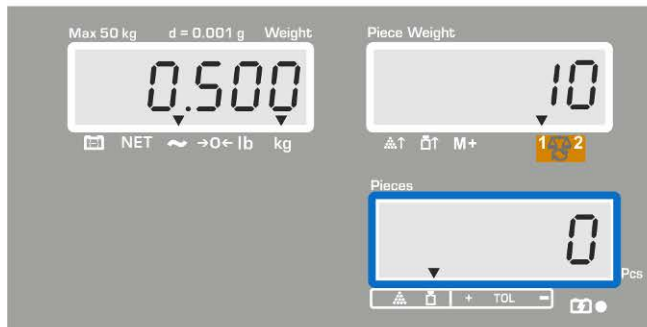 Max 50 kg d = 0.001 g Weight
0.500
NET →0← lb kg
Piece Weight
10
M+ 1 2
Pieces
0
Pcs
+ TOL -